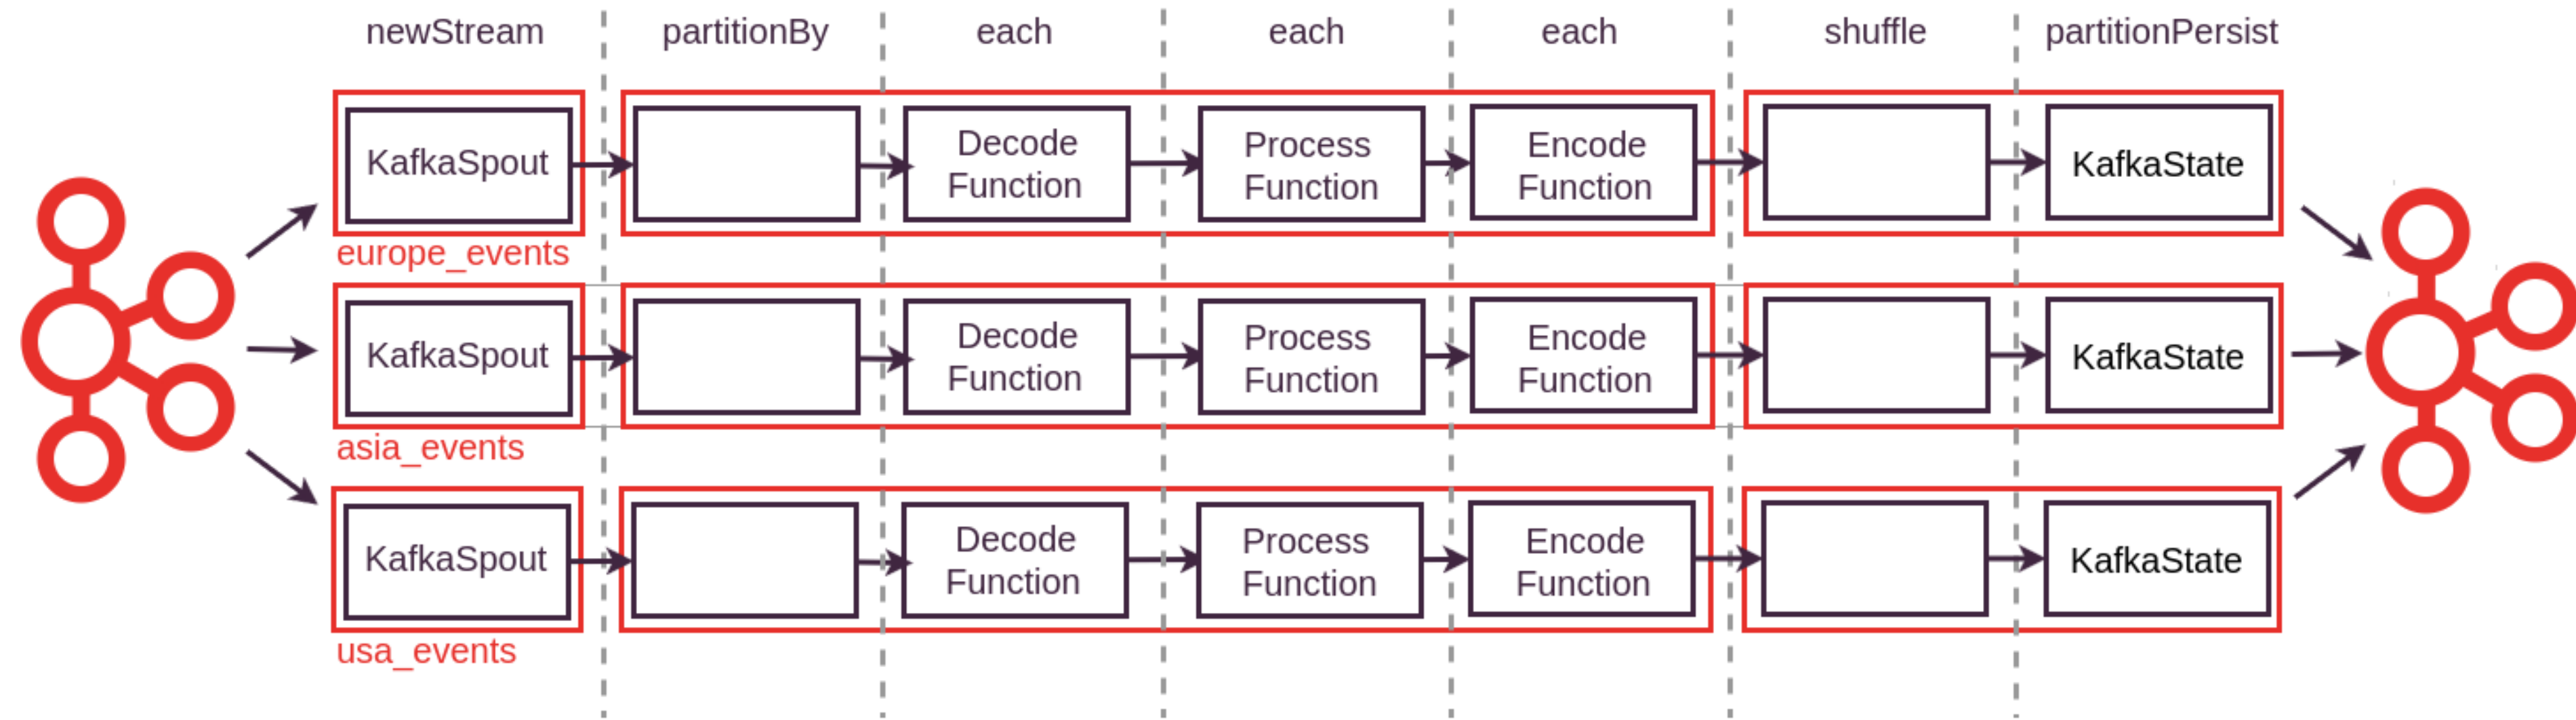 newStream partitionBy each each each shuffle partitionPersist
KafkaSpout Decode Process Encode KafkaState
Function Function Function
europe_events
KafkaSpout Decode Process Encode KafkaState
Function Function Function
asia_events
KafkaSpout Decode Process Encode KafkaState
Function Function Function
usa_events